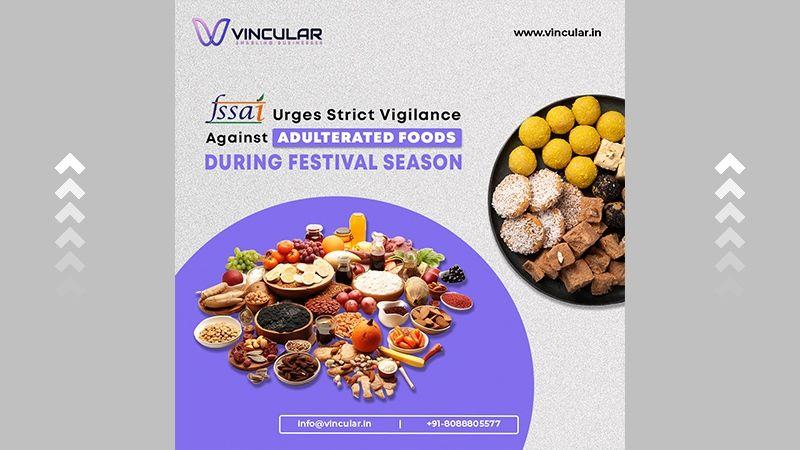 VINCULAR
ENABLING BUSINESSES
www.vincular.in
fssai Urges Strict Vigilance
Against ADULTERATED FOODS
DURING FESTIVAL SEASON
info@vincular.in | +91-8088805577